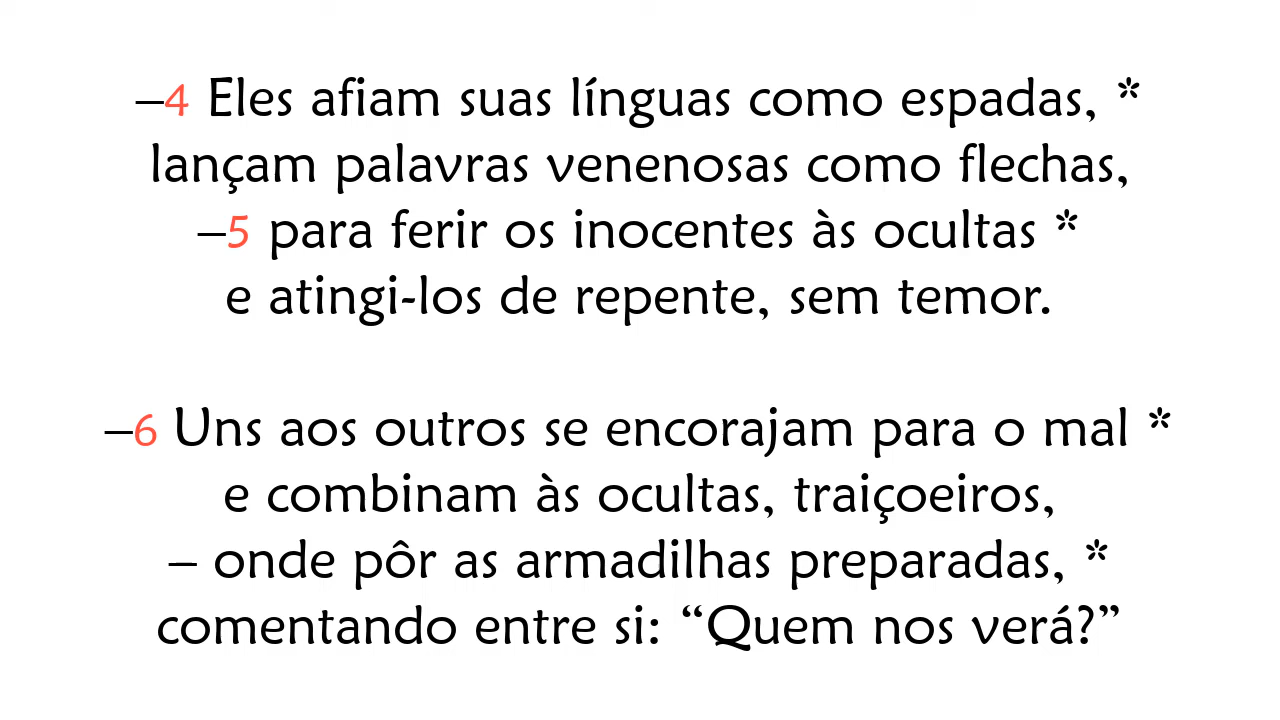 –4 Eles afiam suas línguas como espadas, *
lançam palavras venenosas como flechas,
–5 para ferir os inocentes às ocultas *
e atingi-los de repente, sem temor.
–6 Uns aos outros se encorajam para o mal *
e combinam às ocultas, traiçoeiros,
– onde pôr as armadilhas preparadas, *
comentando entre si: “Quem nos verá?”